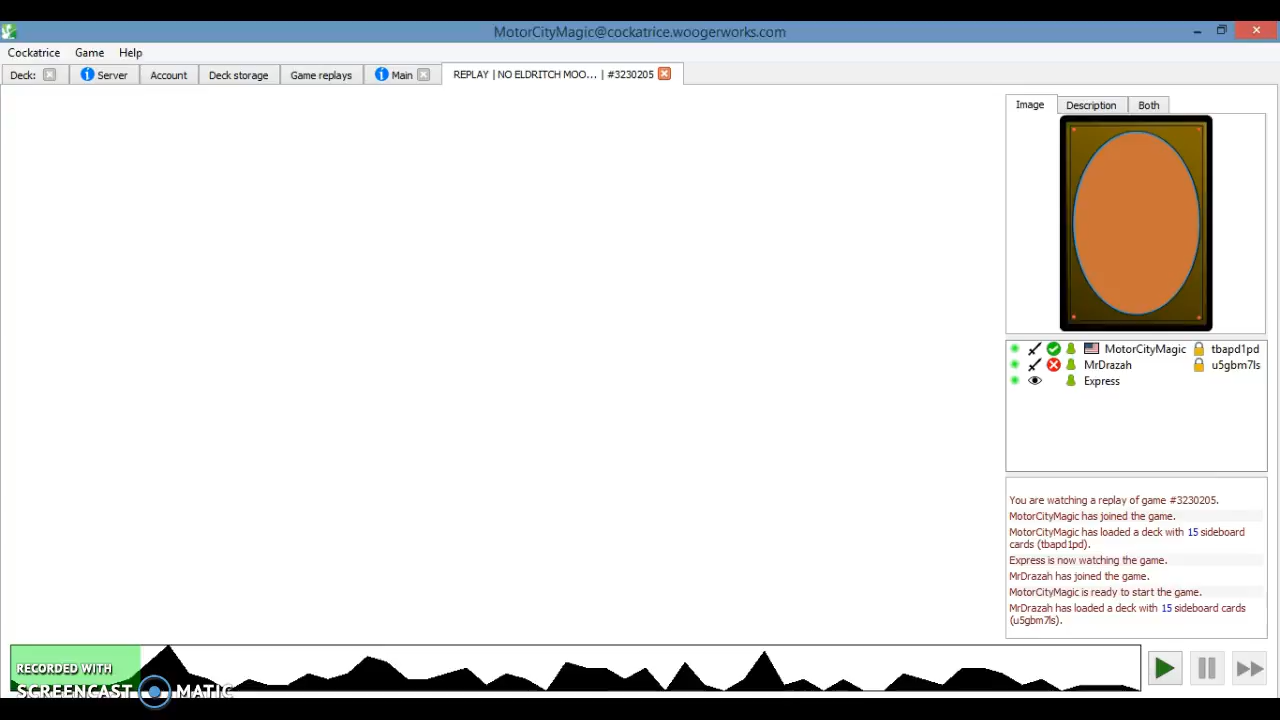 MotorCityMagic@cockatrice.woogerworks.com
Cockatrice Game Help
Deck: Server Account Deck storage Game replays Main REPLAY | NO ELDRITCH MOO... | #3230205
Image Description Both
MotorCityMagic tbapd1pd
MrDrazah u5gbm7ls
Express
You are watching a replay of game #3230205.
MotorCityMagic has joined the game.
MotorCityMagic has loaded a deck with 15 sideboard
cards (tbapd1pd).
Express is now watching the game.
MrDrazah has joined the game.
MotorCityMagic is ready to start the game.
MrDrazah has loaded a deck with 15 sideboard cards
(u5gbm7ls).
RECORDED WITH
SCREENCAST MATIC